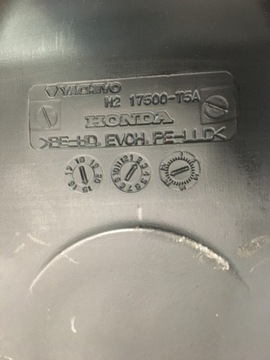 YACHIYO
H2 17500-T5A
HONDA
>PE-HD, EVOH, PE-LLD<